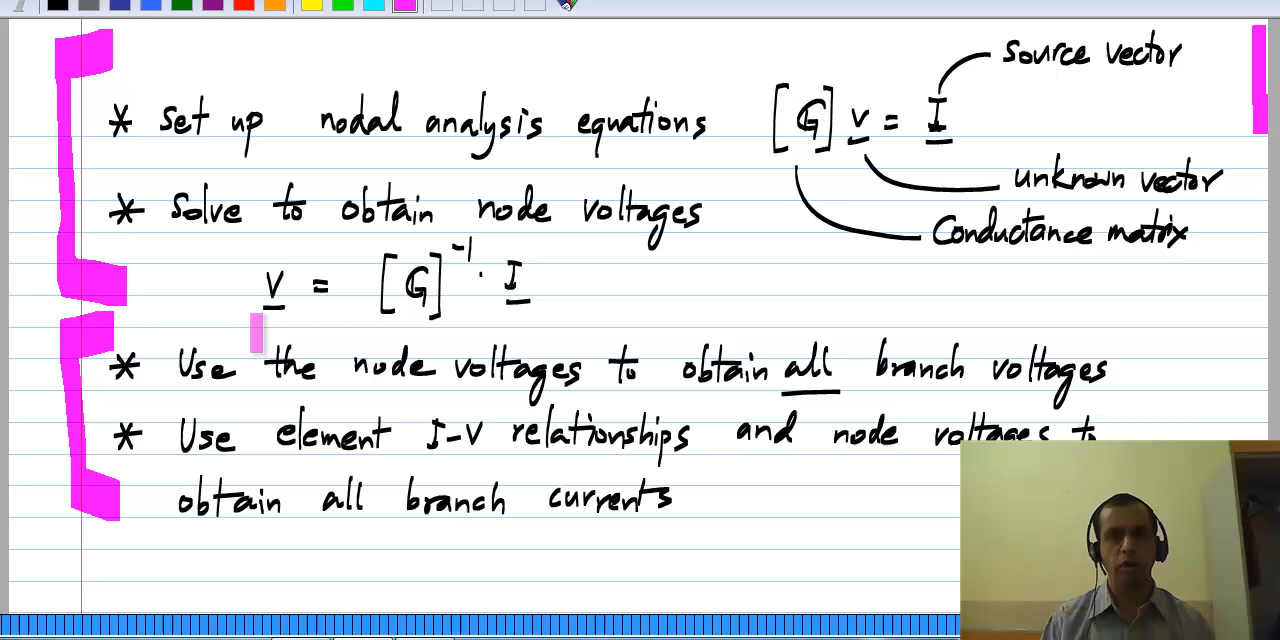 source vector
* Set up nodal analysis equations [G] v = I
unknown vector
* Solve to obtain node voltages
Conductance matrix
v = [G]^-1 . I
* Use the node voltages to obtain all branch voltages
* Use element I-V relationships and node voltages to
obtain all branch currents